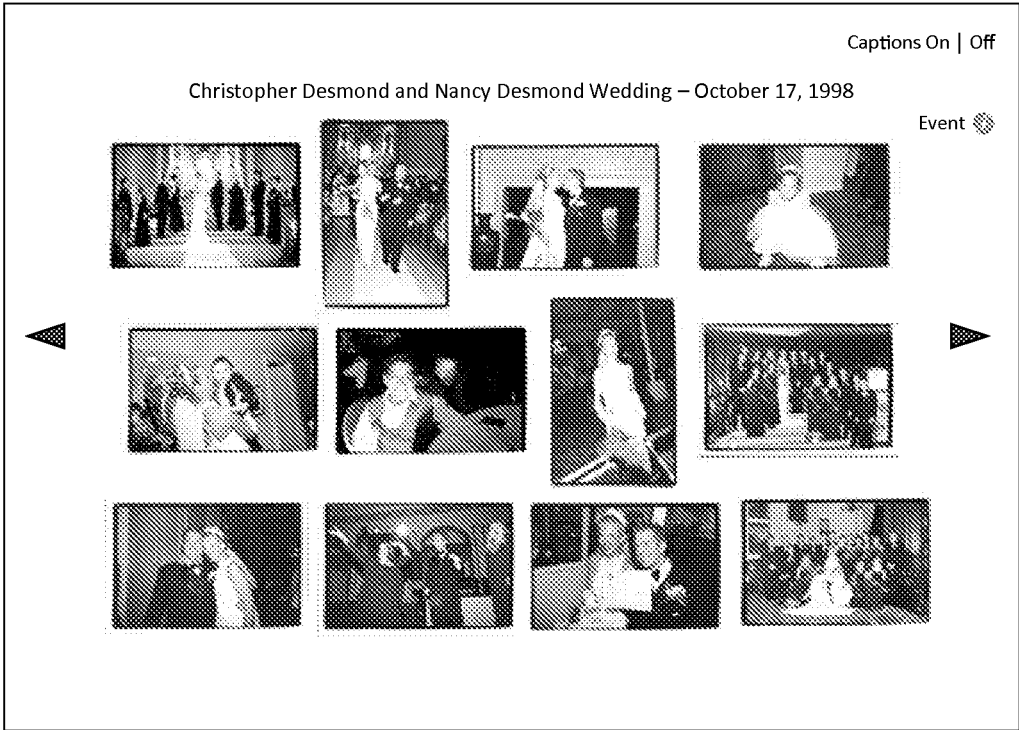 Captions On | Off
Christopher Desmond and Nancy Desmond Wedding – October 17, 1998
Event